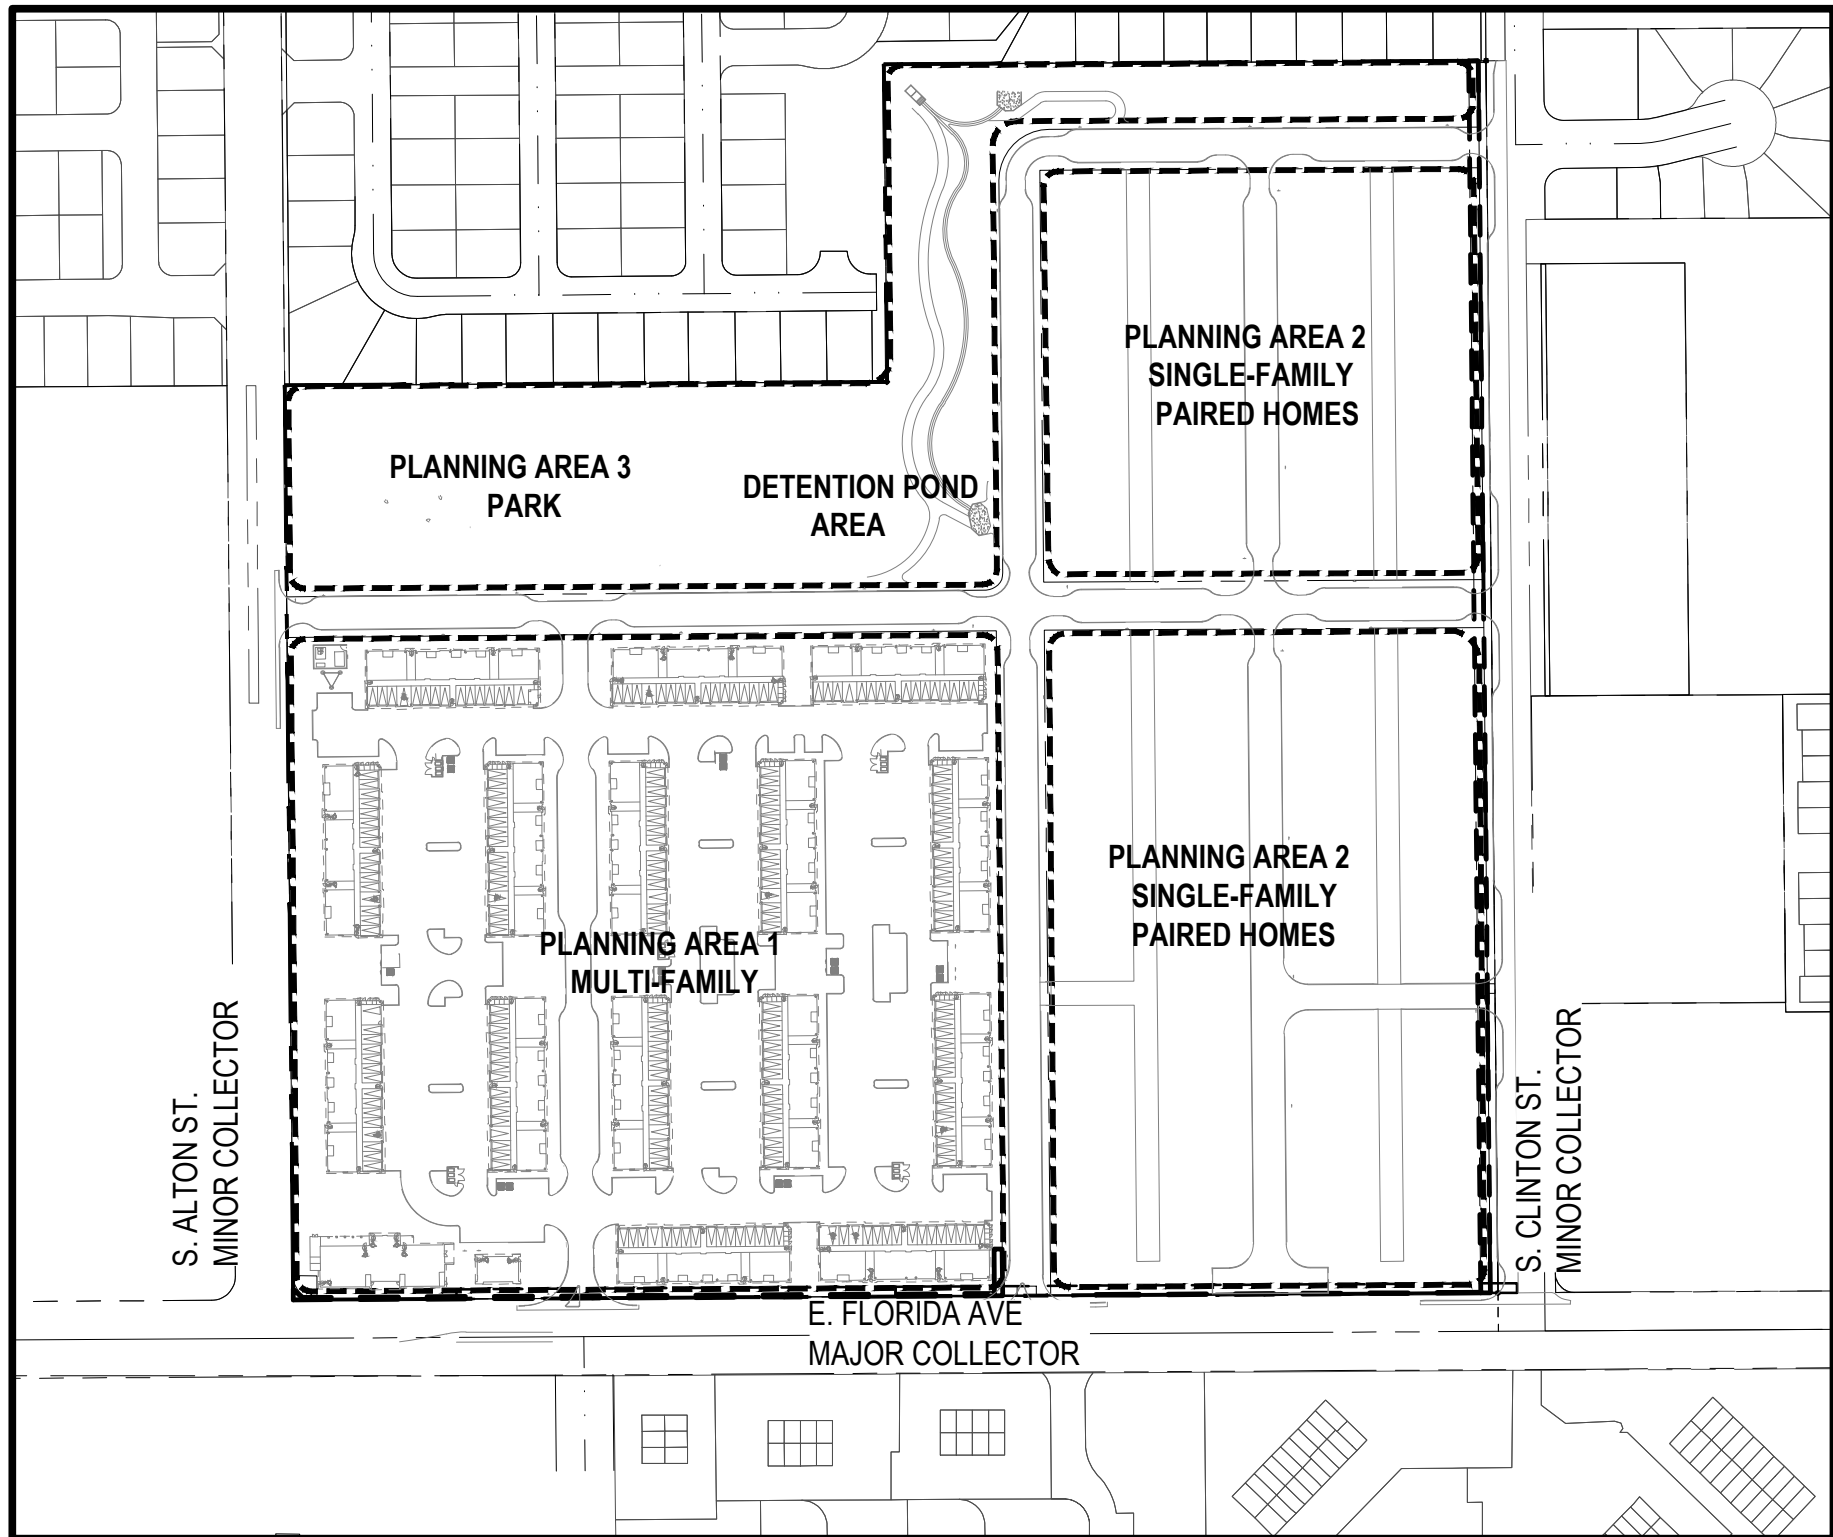 PLANNING AREA 2
SINGLE-FAMILY
PAIRED HOMES
PLANNING AREA 3
PARK
DETENTION POND
AREA
PLANNING AREA 2
SINGLE-FAMILY
PAIRED HOMES
PLANNING AREA 1
MULTI-FAMILY
S. ALTON ST.
MINOR COLLECTOR
S. CLINTON ST.
MINOR COLLECTOR
E. FLORIDA AVE
MAJOR COLLECTOR